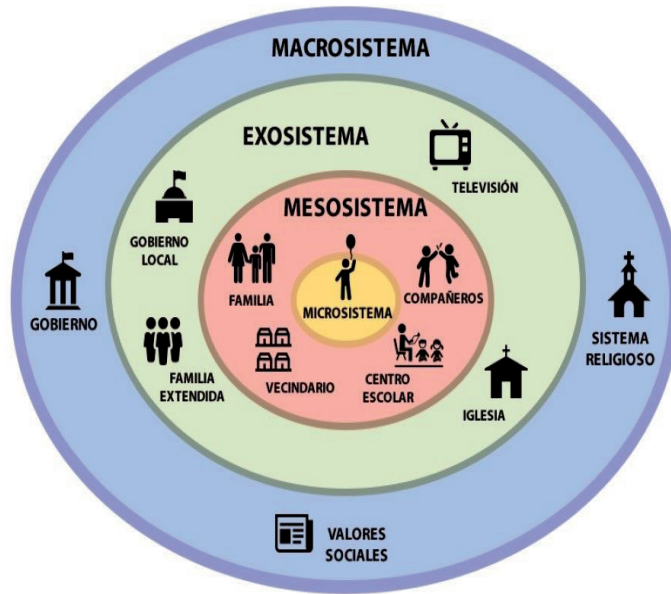 MACROSISTEMA
EXOSISTEMA
TELEVISIÓN
MESOSISTEMA
GOBIERNO
LOCAL
FAMILIA
COMPAÑEROS
MICROSISTEMA
GOBIERNO
SISTEMA
RELIGIOSO
FAMILIA
EXTENDIDA
VECINDARIO
CENTRO
ESCOLAR
IGLESIA
VALORES
SOCIALES